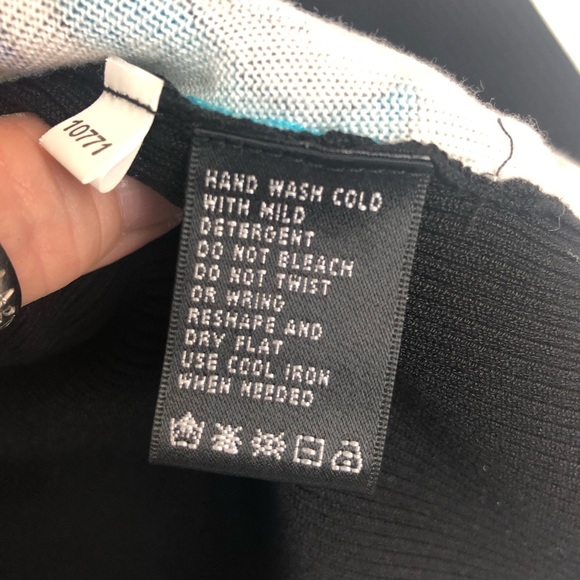 10771
HAND WASH COLD
WITH MILD
DETERGENT
DO NOT BLEACH
DO NOT TWIST
OR WRING
RESHAPE AND
DRY FLAT
USE COOL IRON
WHEN NEEDED